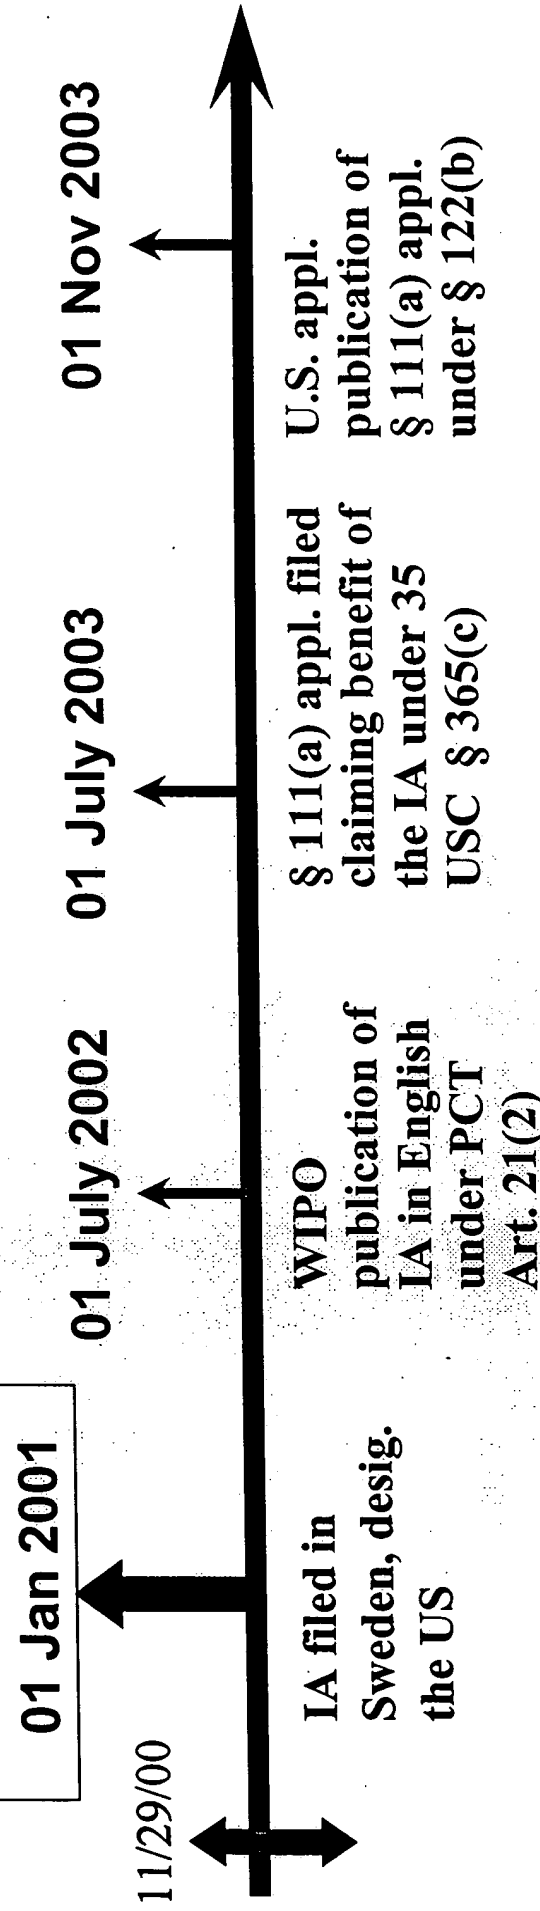 11/29/00
01 Jan 2001
01 July 2002
01 July 2003
01 Nov 2003
IA filed in
Sweden, desig.
the US
WIPO
publication of
IA in English
under PCT
Art. 21(2)
§ 111(a) appl. filed
claiming benefit of
the IA under 35
USC § 365(c)
U.S. appl.
publication of
§ 111(a) appl.
under § 122(b)